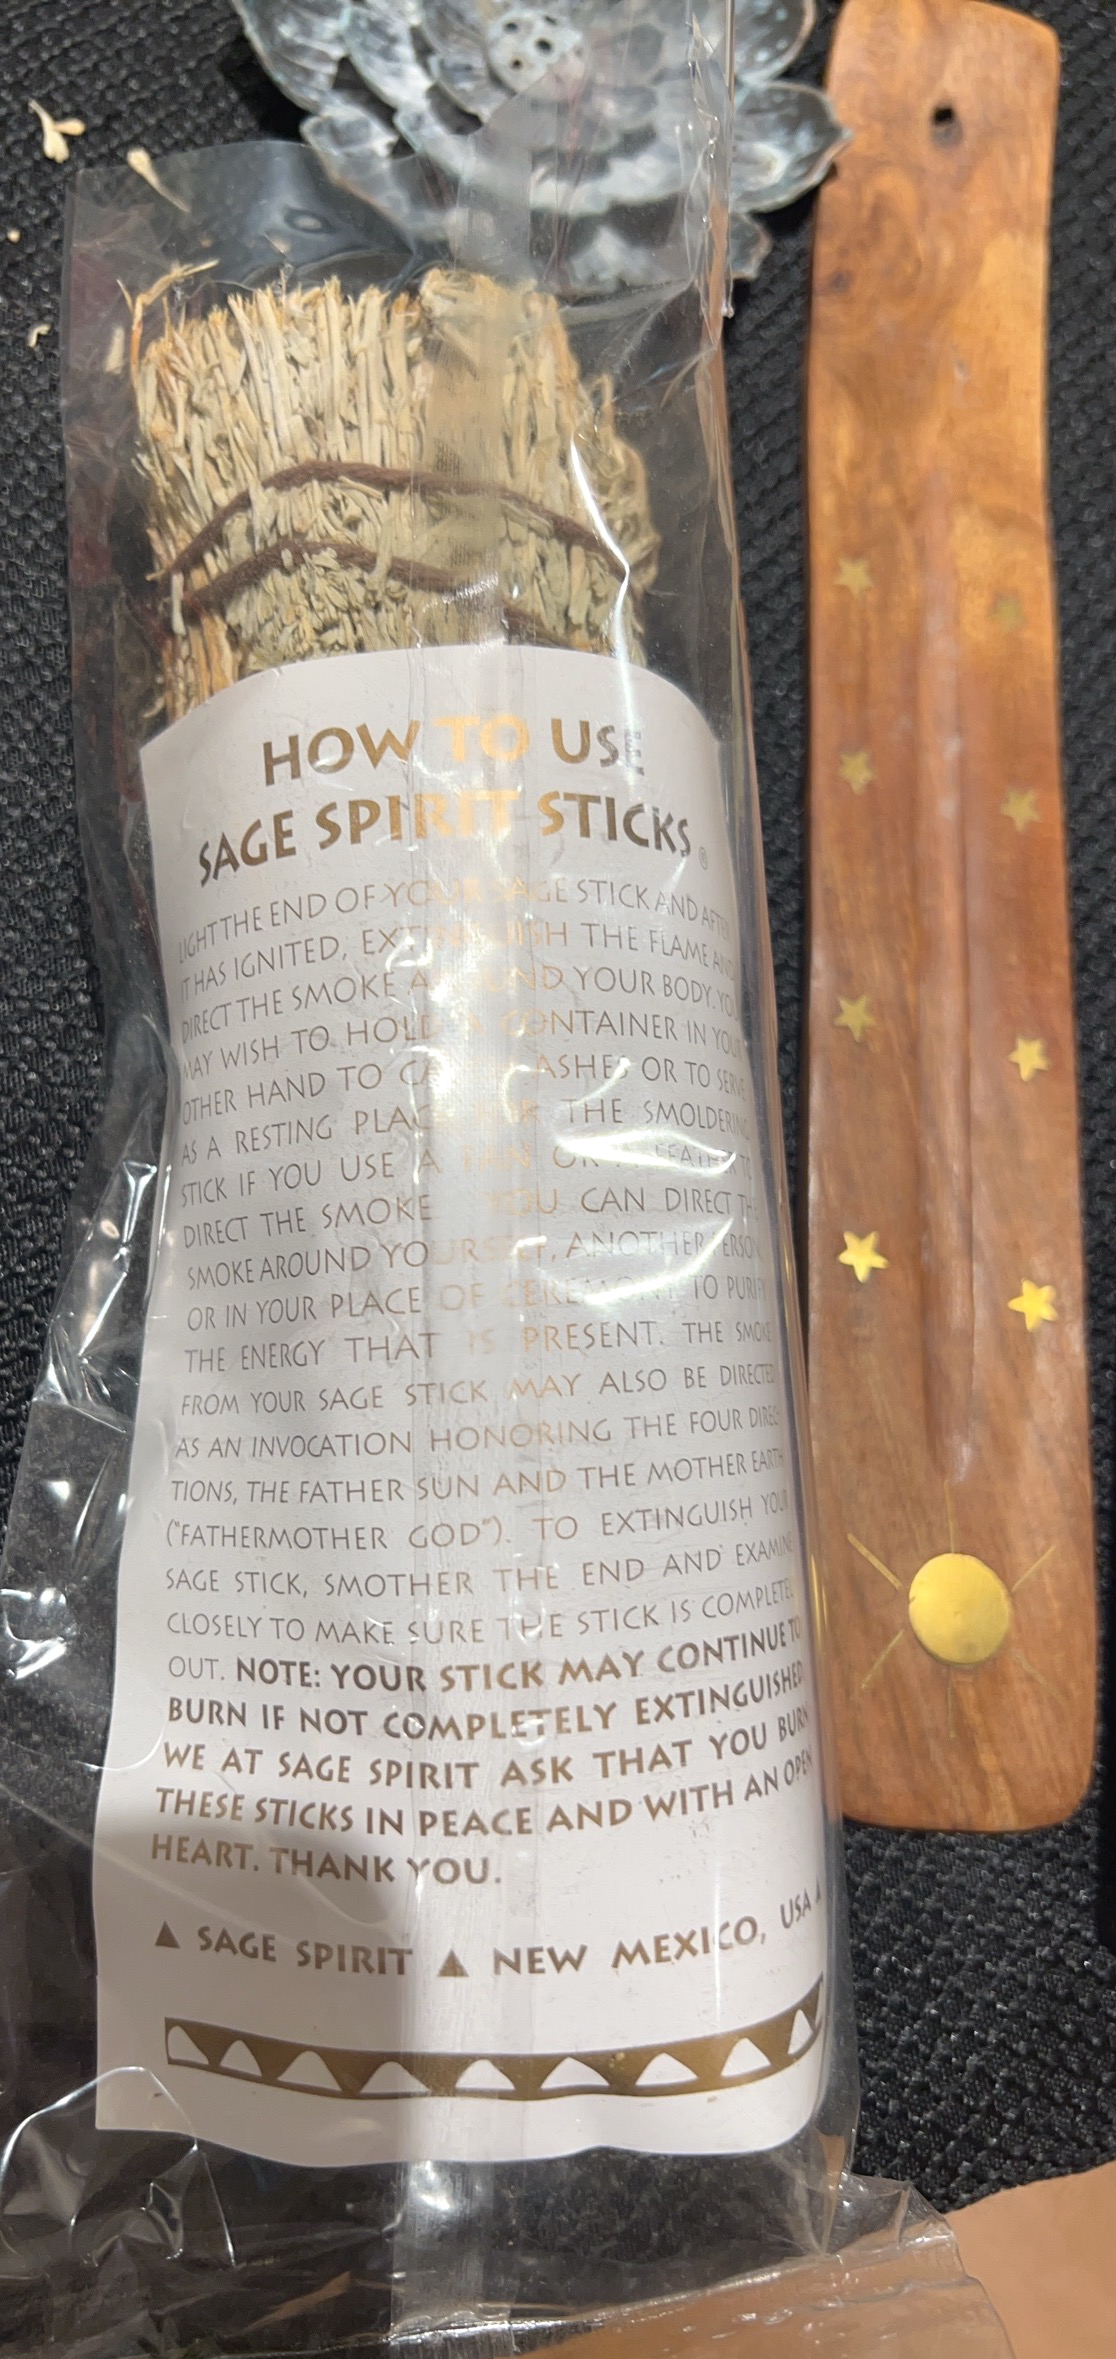 HOW TO USE
SAGE SPIRIT STICKS®
LIGHT THE END OF YOUR SAGE STICK AND AFTER
IT HAS IGNITED, EXTINGUISH THE FLAME AND
DIRECT THE SMOKE AROUND YOUR BODY. YOU
MAY WISH TO HOLD A CONTAINER IN YOUR
OTHER HAND TO CATCH ASHES OR TO SERVE
AS A RESTING PLACE FOR THE SMOLDERING
STICK IF YOU USE A FAN OR A FEATHER TO
DIRECT THE SMOKE YOU CAN DIRECT THE
SMOKE AROUND YOURSELF, ANOTHER PERSON
OR IN YOUR PLACE OF CEREMONY TO PURIFY
THE ENERGY THAT IS PRESENT. THE SMOKE
FROM YOUR SAGE STICK MAY ALSO BE DIRECTED
AS AN INVOCATION HONORING THE FOUR DIREC-
TIONS, THE FATHER SUN AND THE MOTHER EARTH
("FATHERMOTHER GOD"). TO EXTINGUISH YOUR
SAGE STICK, SMOTHER THE END AND EXAMINE
CLOSELY TO MAKE SURE THE STICK IS COMPLETELY
OUT. NOTE: YOUR STICK MAY CONTINUE TO
BURN IF NOT COMPLETELY EXTINGUISHED
WE AT SAGE SPIRIT ASK THAT YOU BURN
THESE STICKS IN PEACE AND WITH AN OPEN
HEART. THANK YOU.
▲ SAGE SPIRIT ▲ NEW MEXICO, USA ▲